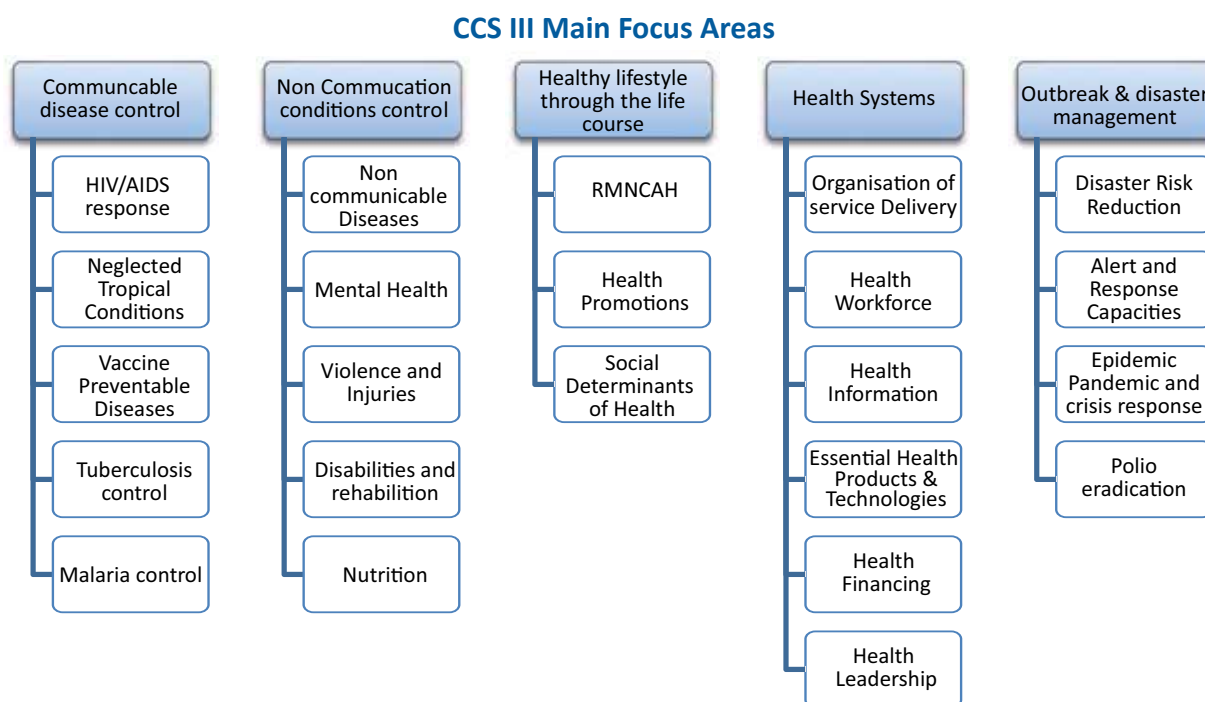 CCS III Main Focus Areas
Communcable
disease control
HIV/AIDS
response
Neglected
Tropical
Conditions
Vaccine
Preventable
Diseases
Tuberculosis
control
Malaria control
Non Commucation
conditions control
Non
communicable
Diseases
Mental Health
Violence and
Injuries
Disabilities and
rehabilition
Nutrition
Healthy lifestyle
through the life
course
RMNCAH
Health
Promotions
Social
Determinants
of Health
Health Systems
Organisation of
service Delivery
Health
Workforce
Health
Information
Essential Health
Products &
Technologies
Health
Financing
Health
Leadership
Outbreak & disaster
management
Disaster Risk
Reduction
Alert and
Response
Capacities
Epidemic
Pandemic and
crisis response
Polio
eradication